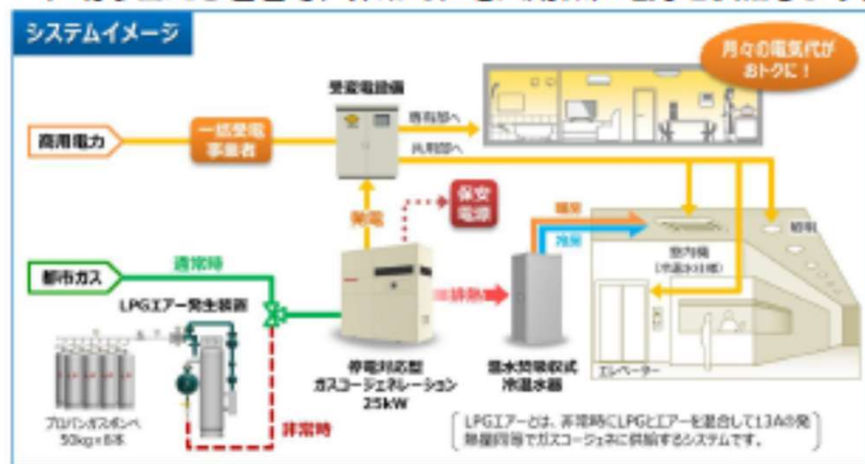 システムイメージ
月々の電気代が
おトクに！
受変電設備
専有部へ
共用部へ
商用電力
一括受電
事業者
発電
保安
電源
暖房
冷房
照明
室内機
(冷温水仕様)
都市ガス
通常時
LPGエアー発生装置
排熱
停電対応型
ガスコージェネレーション
25kW
温水焚吸収式
冷温水器
エレベーター
プロパンガスボンベ
50kg×8本
非常時
LPGエアーとは、非常時にLPGとエアーを混合して13Aの発
熱量同等でガスコージェネに供給するシステムです。